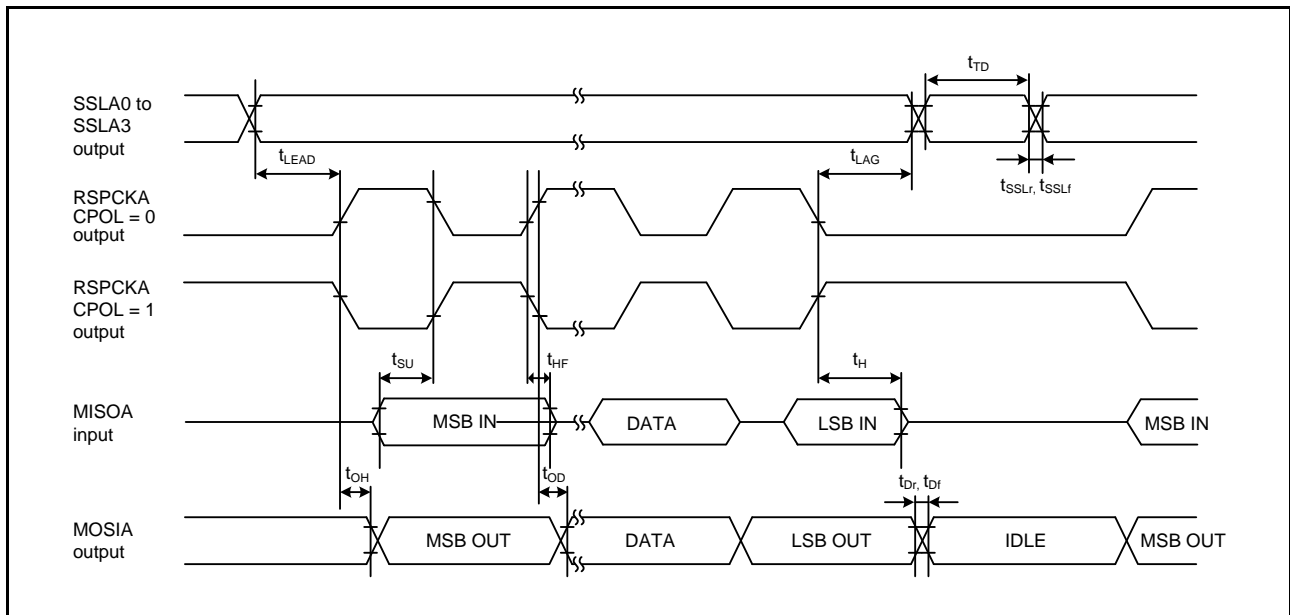 tTD
SSLA0 to
SSLA3
output
tLEAD
tLAG
tSSLr, tSSLf
RSPCKA
CPOL = 0
output
RSPCKA
CPOL = 1
output
tSU
tHF
tH
MISOA
input
MSB IN
DATA
LSB IN
MSB IN
tOH
tOD
tDr, tDf
MOSIA
output
MSB OUT
DATA
LSB OUT
IDLE
MSB OUT